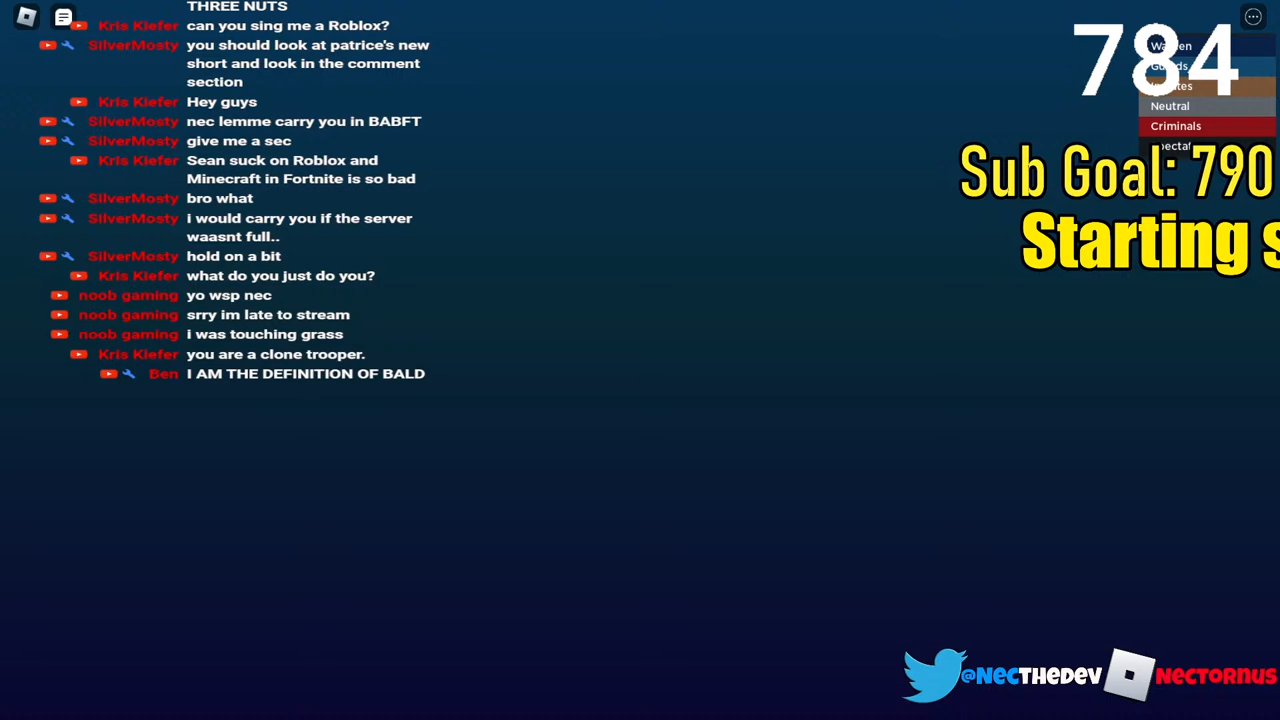 THREE NUTS
Kris Kiefer can you sing me a Roblox?
SilverMosty you should look at patrice's new
short and look in the comment
section
Kris Kiefer Hey guys
SilverMosty nec lemme carry you in BABFT
SilverMosty give me a sec
Kris Kiefer Sean suck on Roblox and
Minecraft in Fortnite is so bad
SilverMosty bro what
SilverMosty i would carry you if the server
waasnt full..
SilverMosty hold on a bit
Kris Kiefer what do you just do you?
noob gaming yo wsp nec
noob gaming srry im late to stream
noob gaming i was touching grass
Kris Kiefer you are a clone trooper.
Ben I AM THE DEFINITION OF BALD
784
Neutral
Criminals
Sub Goal: 790
Starting s
@NECTHEDEV
NECTORNUS